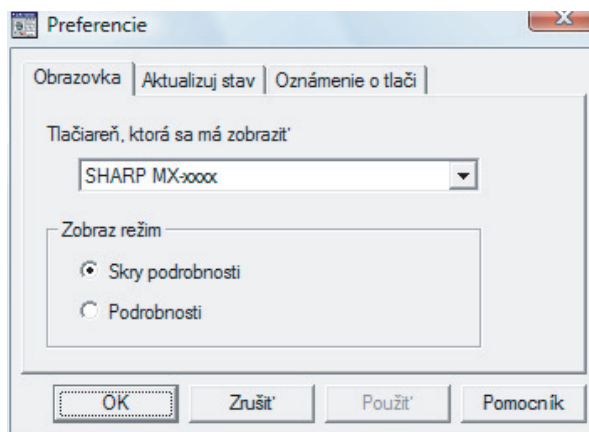 Preferencie
Obrazovka Aktualizuj stav Oznámenie o tlači
Tlačiareň, ktorá sa má zobraziť
SHARP MX-xxxx
Zobraz režim
Skry podrobnosti
Podrobnosti
OK Zrušiť Použiť Pomocník